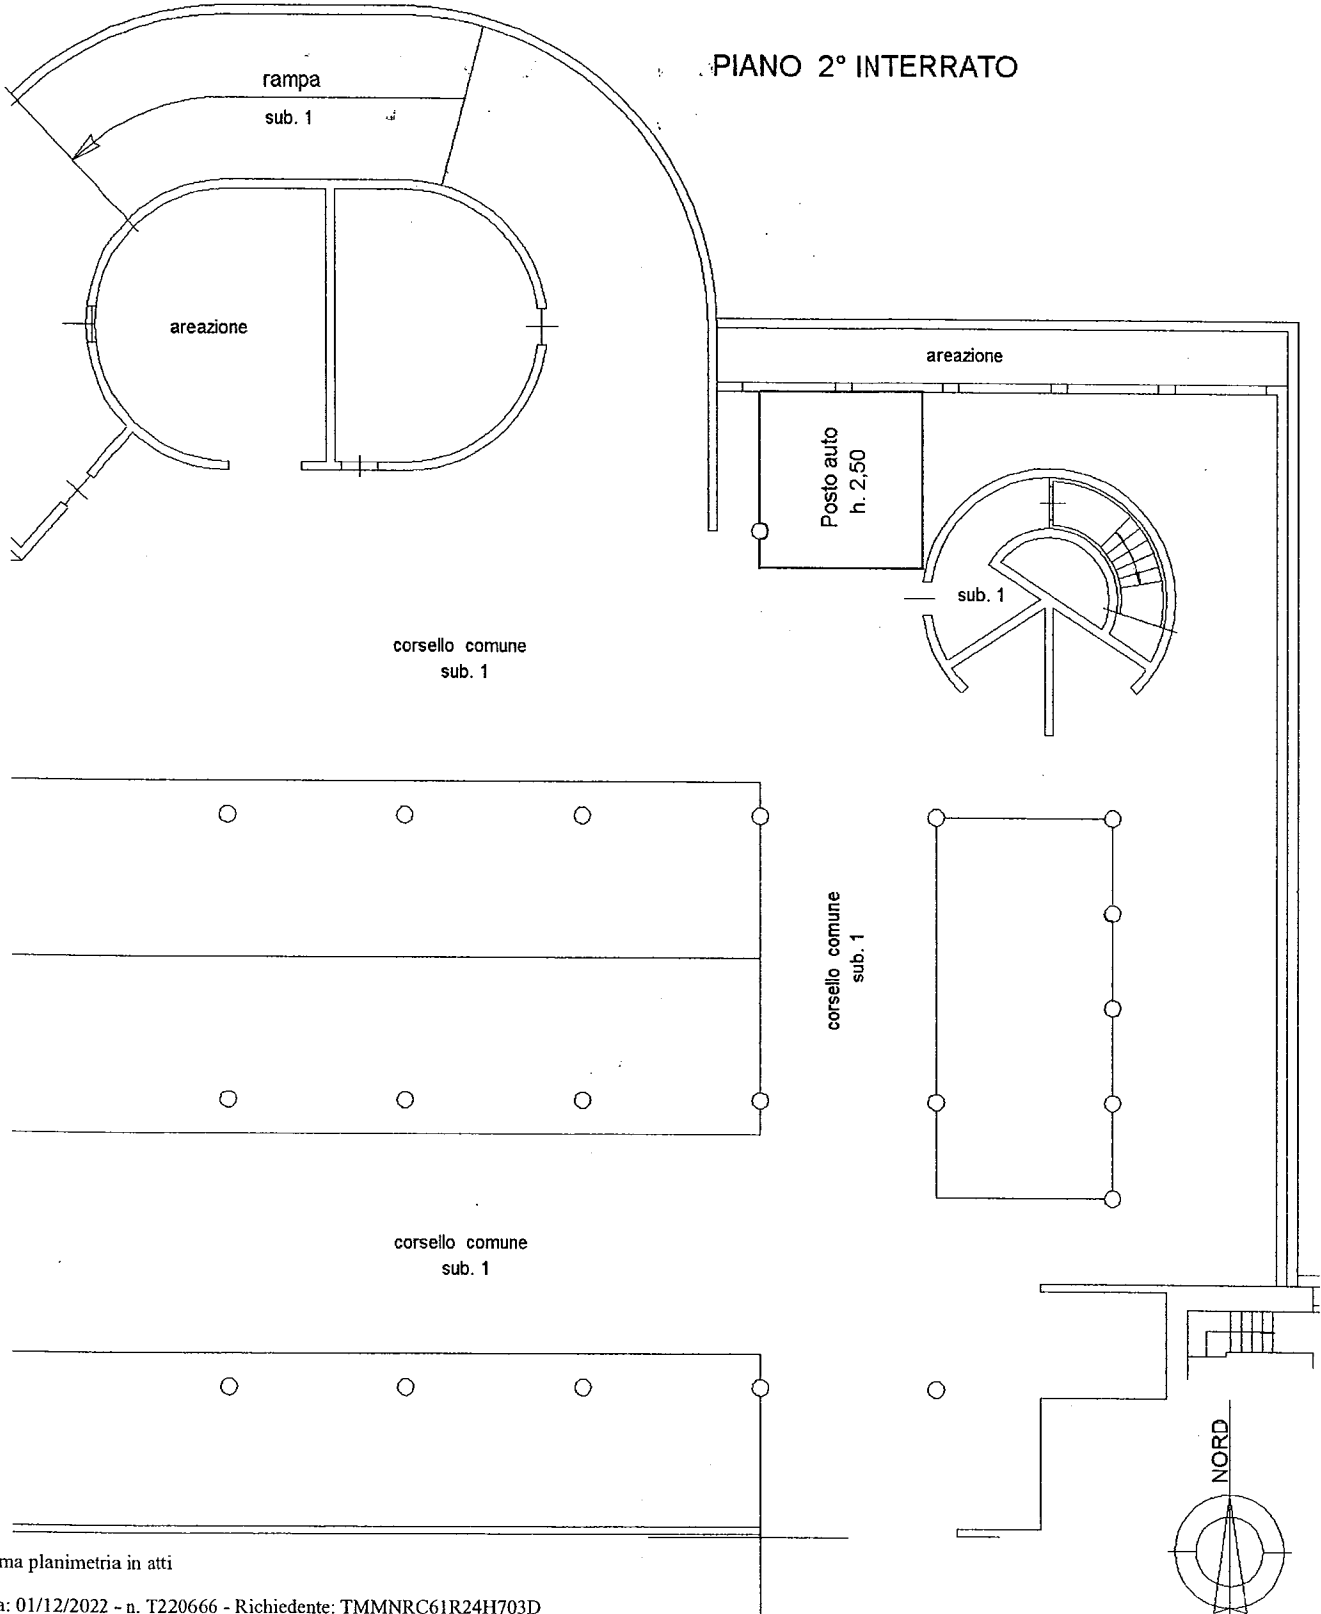 PIANO 2° INTERRATO
rampa
sub. 1
areazione
areazione
Posto auto
h. 2,50
sub. 1
corsello comune
sub. 1
corsello comune
sub. 1
corsello comune
sub. 1
NORD
ma planimetria in atti
a: 01/12/2022 - n. T220666 - Richiedente: TMMNRC61R24H703D